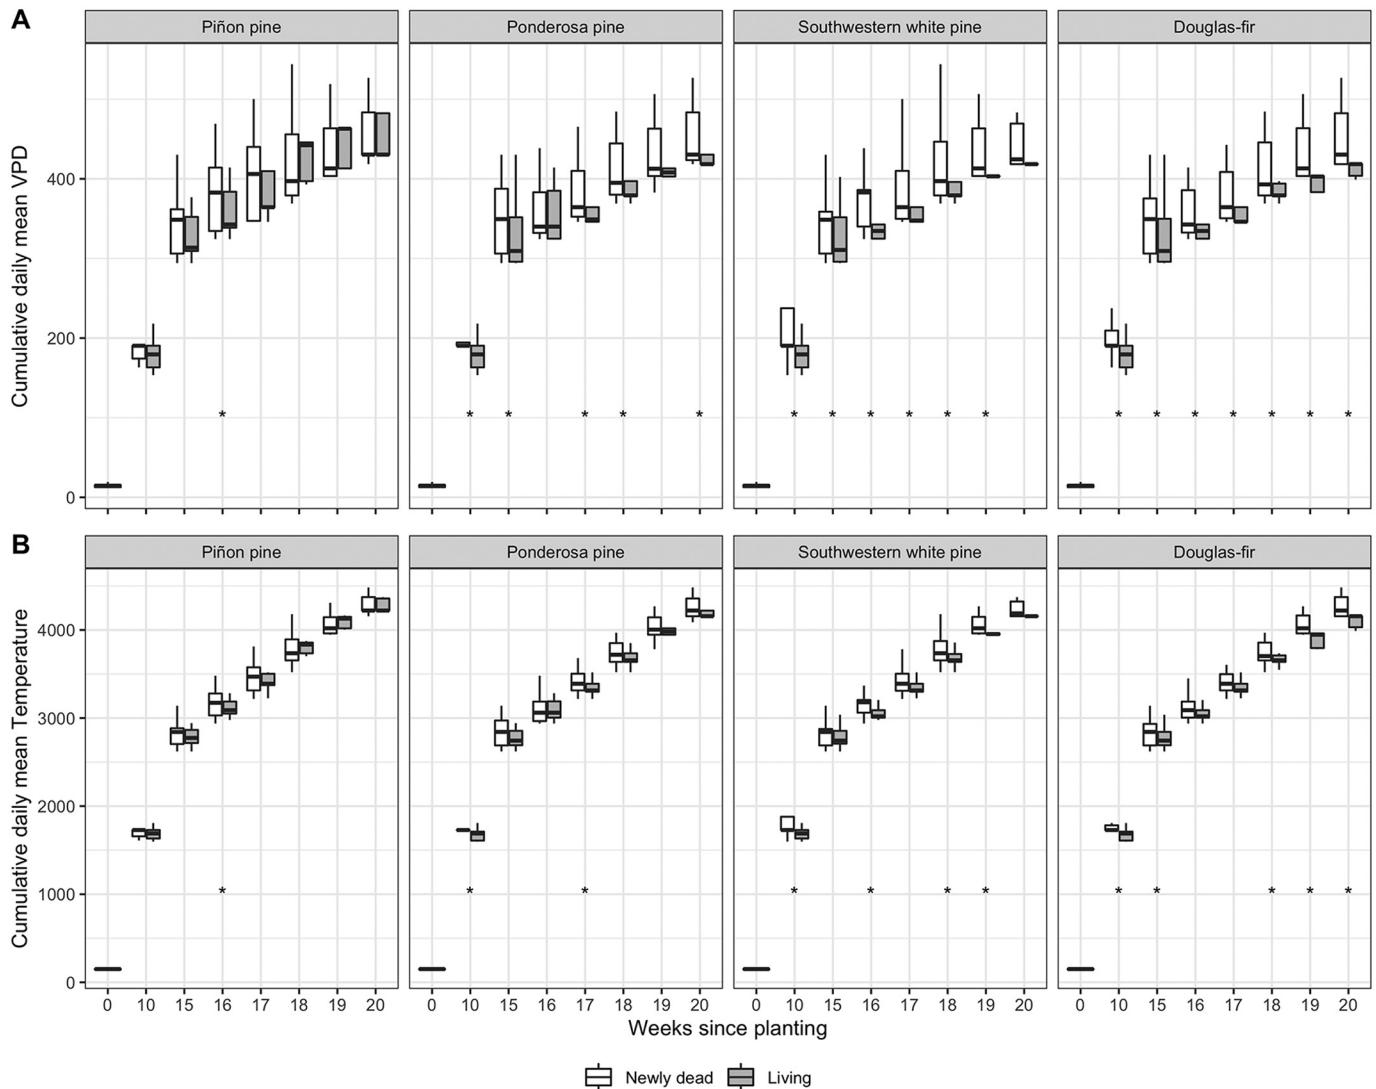 A
Piñon pine Ponderosa pine Southwestern white pine Douglas-fir
Cumulative daily mean VPD
400
200
0
* * * * * * * * * * * * * * * * * * *
B
Piñon pine Ponderosa pine Southwestern white pine Douglas-fir
Cumulative daily mean Temperature
4000
3000
2000
1000
0
* * * * * * * * * * * *
0 10 15 16 17 18 19 20 0 10 15 16 17 18 19 20 0 10 15 16 17 18 19 20 0 10 15 16 17 18 19 20
Weeks since planting
Newly dead Living